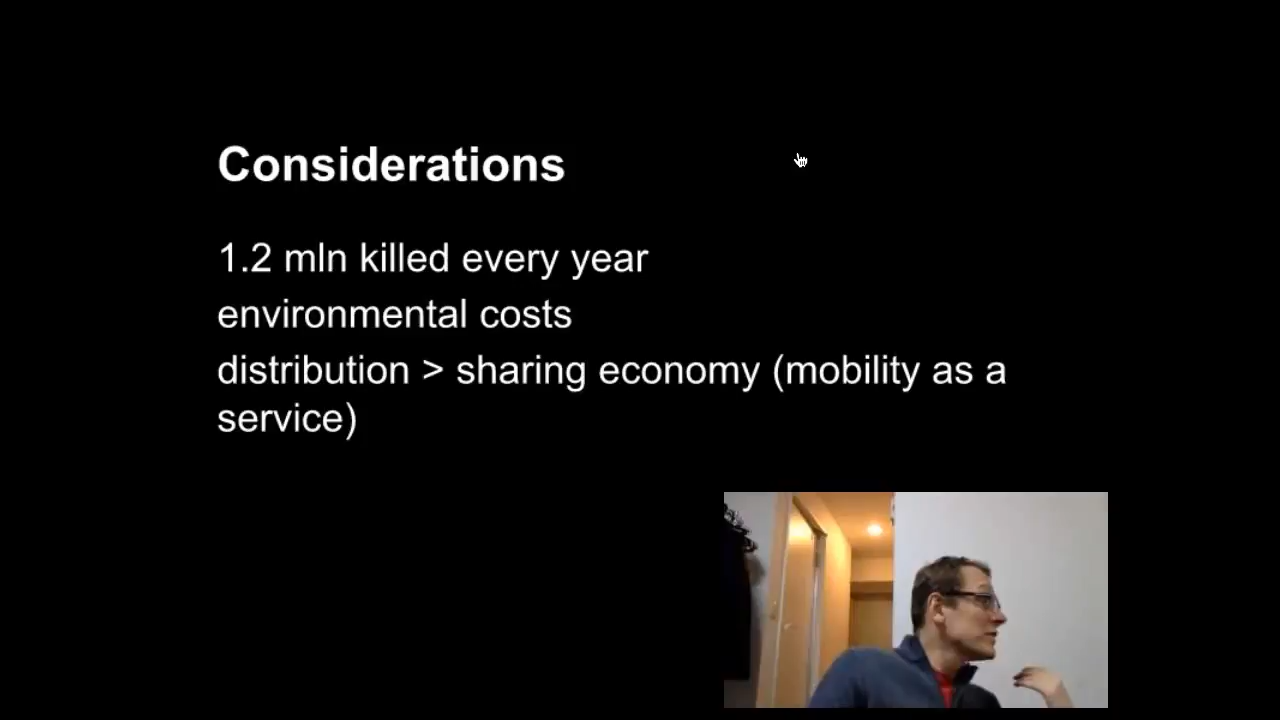 Considerations
1.2 mln killed every year
environmental costs
distribution > sharing economy (mobility as a
service)